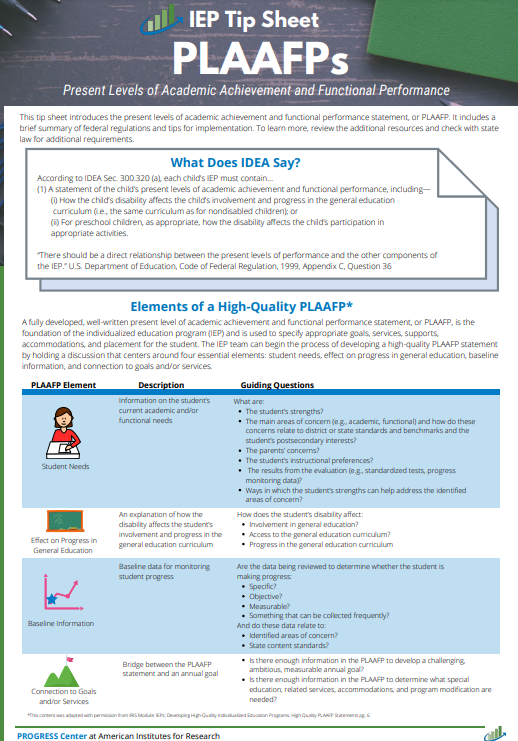 IEP Tip Sheet
PLAAFPs
Present Levels of Academic Achievement and Functional Performance
This tip sheet introduces the present levels of academic achievement and functional performance statement, or PLAAFP. It includes a
brief summary of federal regulations and tips for implementation. To learn more, review the additional resources and check with state
law for additional requirements.
What Does IDEA Say?
According to IDEA Sec. 300.320 (a), each child's IEP must contain...
(1) A statement of the child's present levels of academic achievement and functional performance, including—
(i) How the child's disability affects the child's involvement and progress in the general education
curriculum (i.e., the same curriculum as for nondisabled children); or
(ii) For preschool children, as appropriate, how the disability affects the child's participation in
appropriate activities.
"There should be a direct relationship between the present levels of performance and the other components of
the IEP." U.S. Department of Education, Code of Federal Regulation, 1999, Appendix C, Question 36
Elements of a High-Quality PLAAFP*
A fully developed, well-written present level of academic achievement and functional performance statement, or PLAAFP, is the
foundation of the individualized education program (IEP) and is used to specify appropriate goals, services, supports,
accommodations, and placement for the student. The IEP team can begin the process of developing a high-quality PLAAFP statement
by holding a discussion that centers around four essential elements: student needs, effect on progress in general education, baseline
information, and connection to goals and/or services.
PLAAFP Element Description Guiding Questions
Student Needs
Information on the student's
current academic and/or
functional needs
What are:
• The student's strengths?
• The main areas of concern (e.g., academic, functional) and how do these
concerns relate to district or state standards and benchmarks and the
student's postsecondary interests?
• The parents' concerns?
• The student's instructional preferences?
• The results from the evaluation (e.g., standardized tests, progress
monitoring data)?
• Ways in which the student's strengths can help address the identified
areas of concern?
Effect on Progress in
General Education
An explanation of how the
disability affects the student's
involvement and progress in the
general education curriculum
How does the student's disability affect:
• Involvement in general education?
• Access to the general education curriculum?
• Progress in the general education curriculum
Baseline Information
Baseline data for monitoring
student progress
Are the data being reviewed to determine whether the student is
making progress:
• Specific?
• Objective?
• Measurable?
• Something that can be collected frequently?
And do these data relate to:
• Identified areas of concern?
• State content standards?
Connection to Goals
and/or Services
Bridge between the PLAAFP
statement and an annual goal
• Is there enough information in the PLAAFP to develop a challenging,
ambitious, measurable annual goal?
• Is there enough information in the PLAAFP to determine what special
education, related services, accommodations, and program modification are
needed?
*This content was adapted with permission from IRIS Module: IEPs: Developing High Quality Individualized Education Programs. High Quality PLAAFP Statements pg. 6
PROGRESS Center at American Institutes for Research